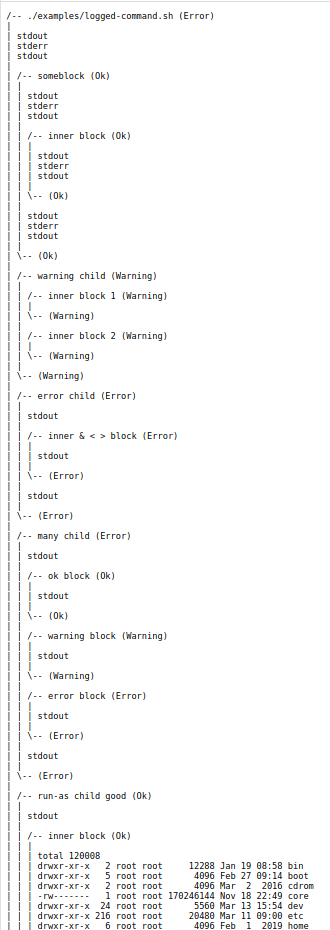 /-- ./examples/logged-command.sh (Error)
|
| stdout
| stderr
| stdout
|
| /-- someblock (Ok)
| |
| | stdout
| | stderr
| | stdout
| |
| | /-- inner block (Ok)
| | |
| | | stdout
| | | stderr
| | | stdout
| | |
| | \-- (Ok)
| |
| | stdout
| | stderr
| | stdout
| |
| \-- (Ok)
|
| /-- warning child (Warning)
| |
| | /-- inner block 1 (Warning)
| | |
| | \-- (Warning)
| |
| | /-- inner block 2 (Warning)
| | |
| | \-- (Warning)
| |
| \-- (Warning)
|
| /-- error child (Error)
| |
| | stdout
| |
| | /-- inner & < > block (Error)
| | |
| | | stdout
| | |
| | \-- (Error)
| |
| | stdout
| |
| \-- (Error)
|
| /-- many child (Error)
| |
| | stdout
| |
| | /-- ok block (Ok)
| | |
| | | stdout
| | |
| | \-- (Ok)
| |
| | /-- warning block (Warning)
| | |
| | | stdout
| | |
| | \-- (Warning)
| |
| | /-- error block (Error)
| | |
| | | stdout
| | |
| | \-- (Error)
| |
| | stdout
| |
| \-- (Error)
|
| /-- run-as child good (Ok)
| |
| | stdout
| |
| | /-- inner block (Ok)
| | |
| | | total 120008
| | | drwxr-xr-x   2 root root     12288 Jan 19 08:58 bin
| | | drwxr-xr-x   5 root root      4096 Feb 27 09:14 boot
| | | drwxr-xr-x   2 root root      4096 Mar  2  2016 cdrom
| | | -rw-------   1 root root 170246144 Nov 18 22:49 core
| | | drwxr-xr-x  24 root root      5560 Mar 13 15:54 dev
| | | drwxr-xr-x 216 root root     20480 Mar 11 09:00 etc
| | | drwxr-xr-x   6 root root      4096 Feb  1  2019 home